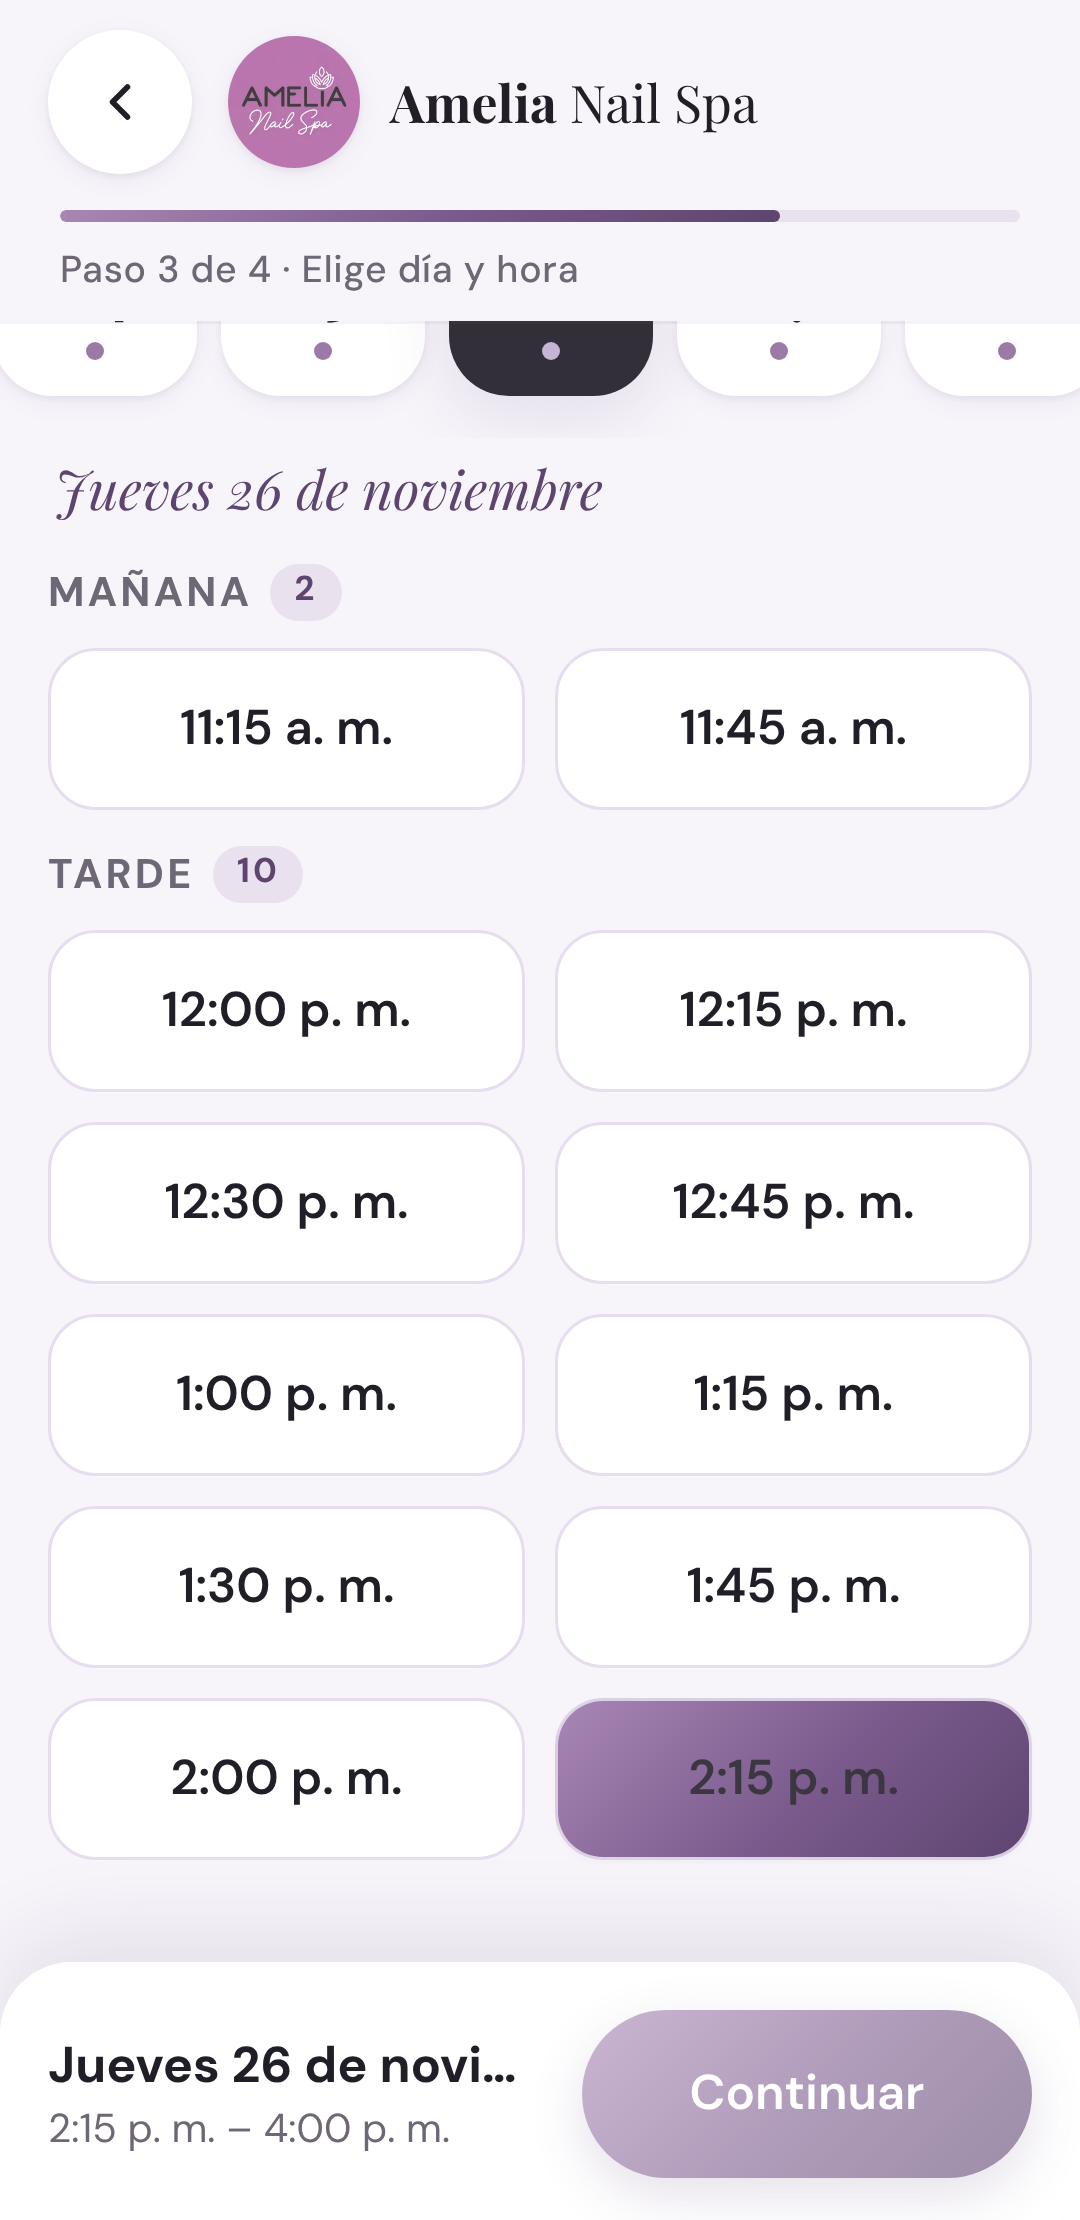 AMELIA
Nail Spa
Amelia Nail Spa
Paso 3 de 4 · Elige día y hora
Jueves 26 de noviembre
MAÑANA 2
11:15 a. m. 11:45 a. m.
TARDE 10
12:00 p. m. 12:15 p. m.
12:30 p. m. 12:45 p. m.
1:00 p. m. 1:15 p. m.
1:30 p. m. 1:45 p. m.
2:00 p. m. 2:15 p. m.
Jueves 26 de novi...
2:15 p. m. – 4:00 p. m.
Continuar